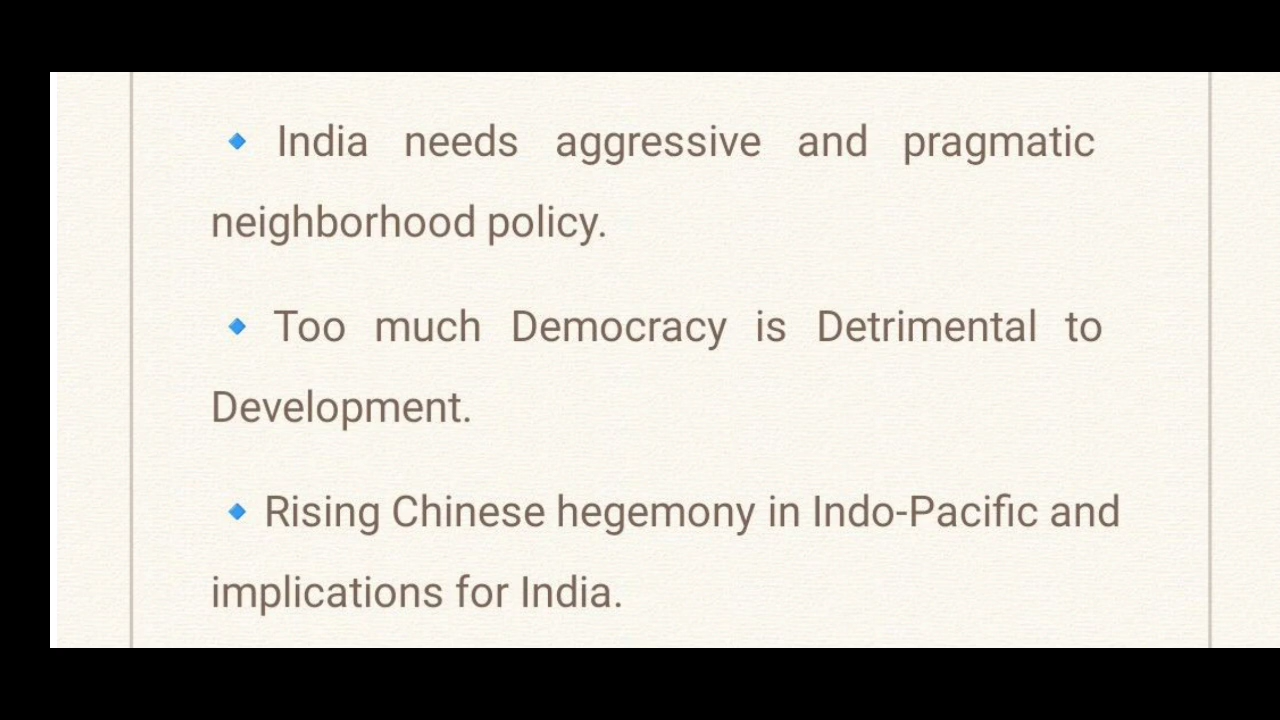 🔹 India needs aggressive and pragmatic
neighborhood policy.
🔹 Too much Democracy is Detrimental to
Development.
🔹 Rising Chinese hegemony in Indo-Pacific and
implications for India.